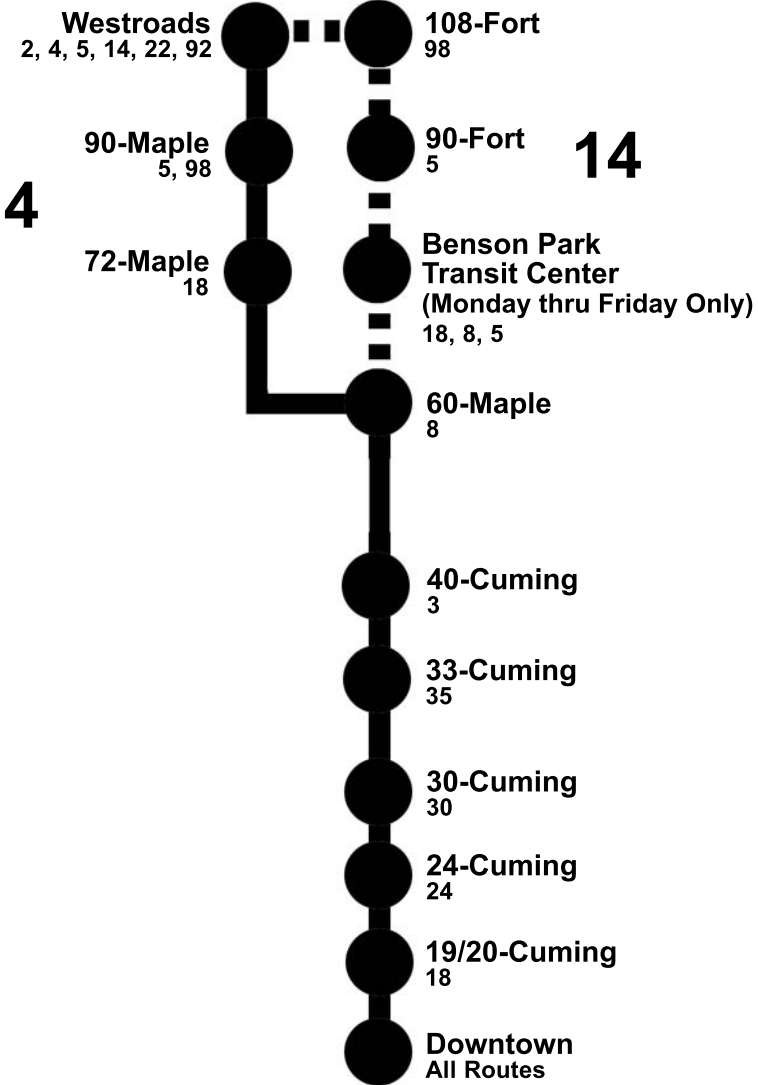 Westroads
2, 4, 5, 14, 22, 92
108-Fort
98
90-Maple
5, 98
90-Fort
5
14
4
72-Maple
18
Benson Park
Transit Center
(Monday thru Friday Only)
18, 8, 5
60-Maple
8
40-Cuming
3
33-Cuming
35
30-Cuming
30
24-Cuming
24
19/20-Cuming
18
Downtown
All Routes